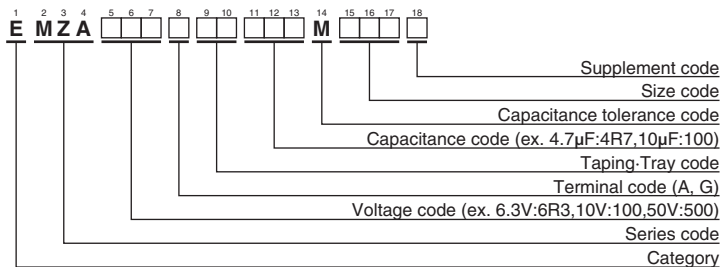 1 2 3 4 5 6 7 8 9 10 11 12 13 14 15 16 17 18
E M Z A M
Supplement code
Size code
Capacitance tolerance code
Capacitance code (ex. 4.7µF:4R7,10µF:100)
Taping·Tray code
Terminal code (A, G)
Voltage code (ex. 6.3V:6R3,10V:100,50V:500)
Series code
Category